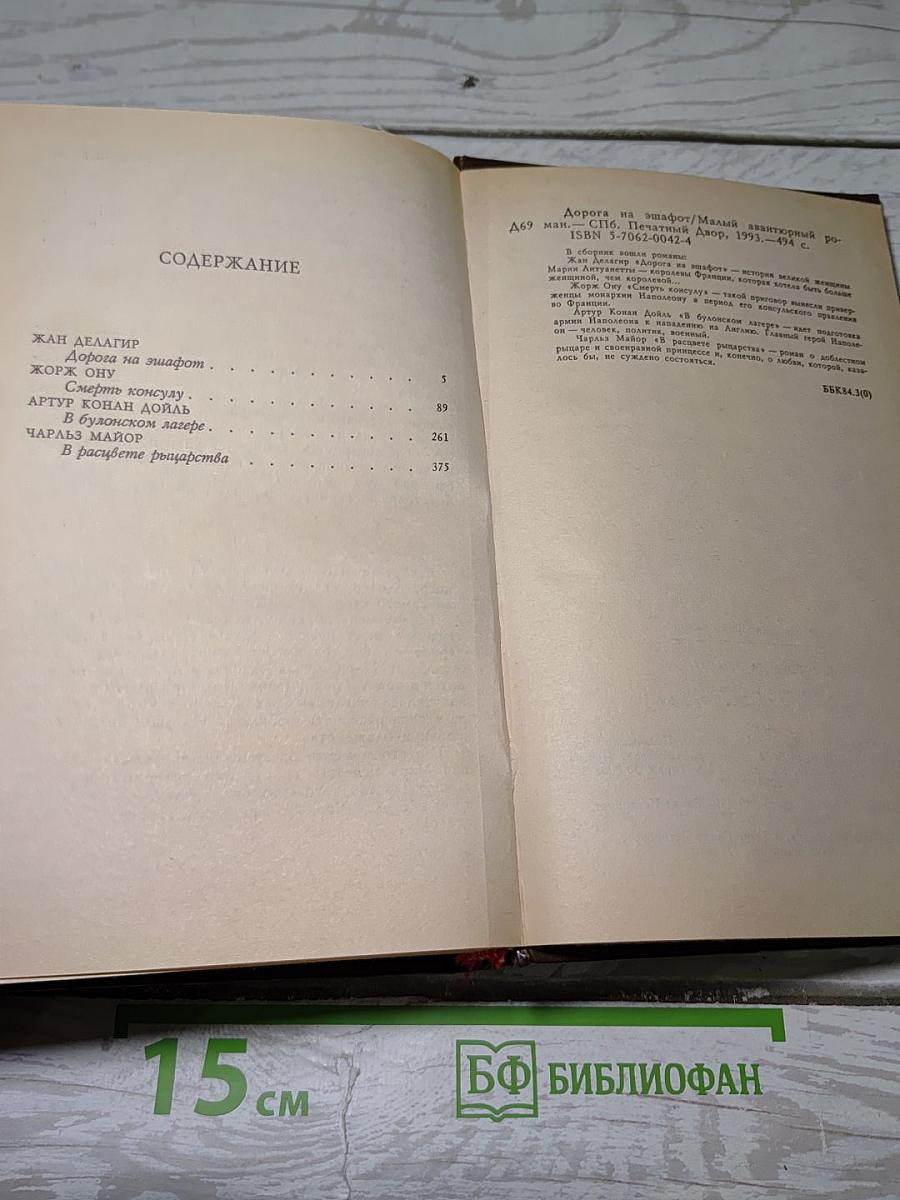 СОДЕРЖАНИЕ
ЖАН ДЕЛАГИР
Дорога на эшафот . . . . . . . . . . 5
ЖОРЖ ОНУ
Смерть консулу . . . . . . . . . . 89
АРТУР КОНАН ДОЙЛЬ
В булонском лагере . . . . . . . . . . 261
ЧАРЛЬЗ МАЙОР
В расцвете рыцарства . . . . . . . . . 375
Дорога на эшафот/Малый авантюрный ро-
Д69 ман.— СПб. Печатный Двор, 1993.—494 с.
ISBN 5-7062-0042-4
В сборник вошли романы:
Жан Делагир «Дорога на эшафот» — история великой женщины
Марии Антуанетты — королевы Франции, которая хотела быть больше
женщиной, чем королевой...
Жорж Ону «Смерть консулу» — такой приговор вынесли привер-
женцы монархии Наполеону в период его консульского правления
во Франции.
Артур Конан Дойль «В булонском лагере» — идет подготовка
армии Наполеона к нападению на Англию. Главный герой Наполе-
он — человек, политик, военный.
Чарльз Майор «В расцвете рыцарства» — роман о доблестном
рыцаре и своенравной принцессе и, конечно, о любви, которой, каза-
лось бы, не суждено состояться.
ББК84.3(0)
15 см
БФ БИБЛИОФАН